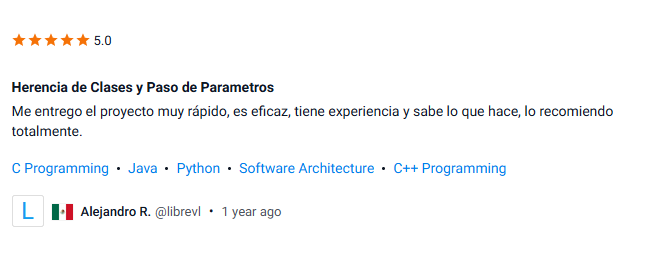 5.0
Herencia de Clases y Paso de Parametros
Me entrego el proyecto muy rápido, es eficaz, tiene experiencia y sabe lo que hace, lo recomiendo
totalmente.
C Programming • Java • Python • Software Architecture • C++ Programming
L Alejandro R. @librevl • 1 year ago